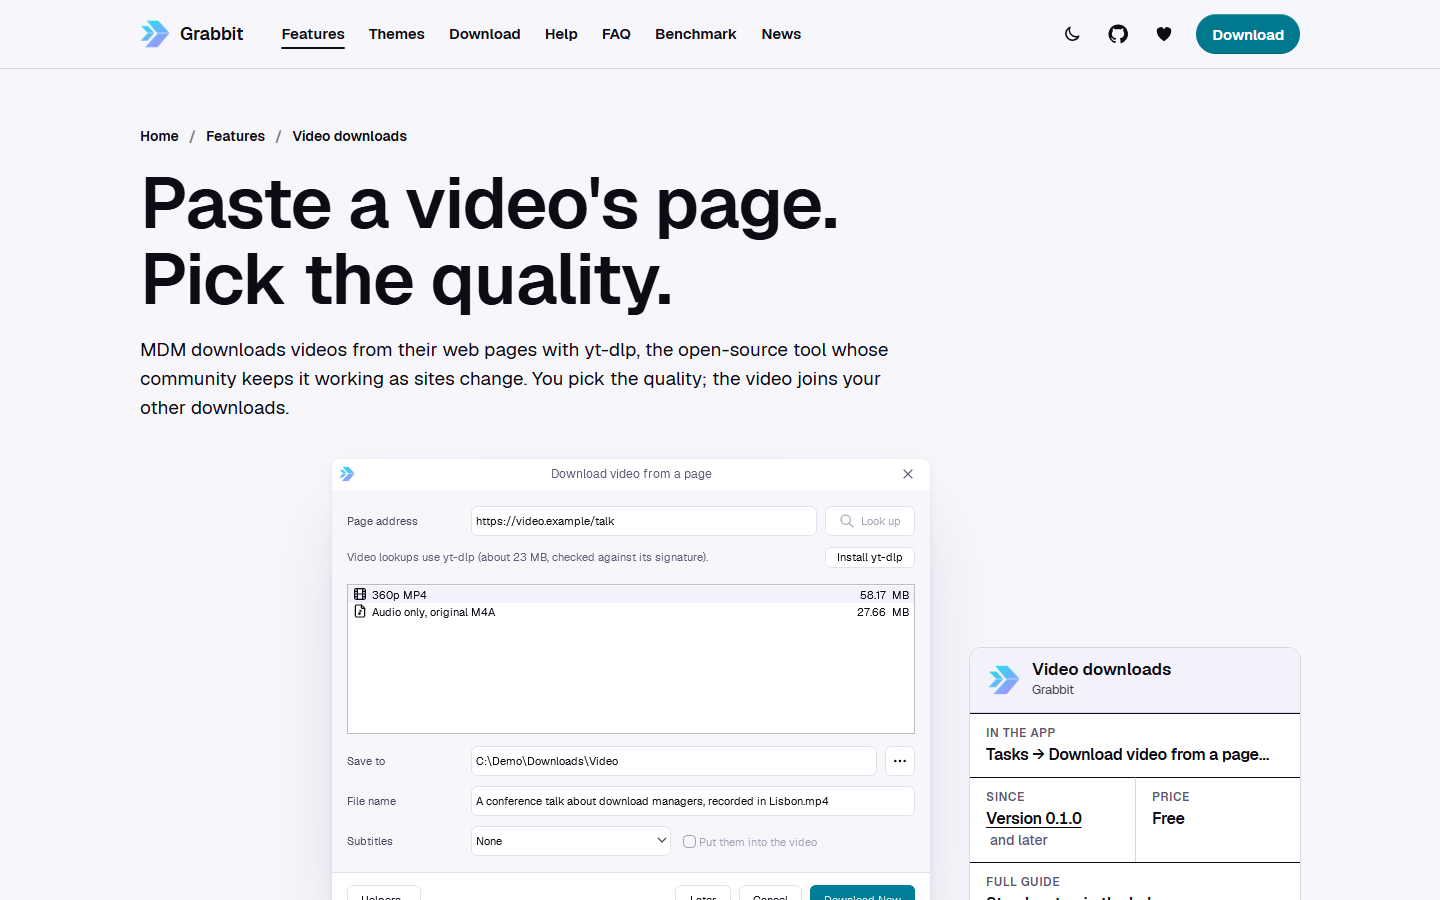 Grabbit
Features
Themes
Download
Help
FAQ
Benchmark
News
Download
Home / Features / Video downloads
Paste a video's page.
Pick the quality.
MDM downloads videos from their web pages with yt-dlp, the open-source tool whose
community keeps it working as sites change. You pick the quality; the video joins your
other downloads.
Download video from a page
Page address
https://video.example/talk
Look up
Video lookups use yt-dlp (about 23 MB, checked against its signature).
Install yt-dlp
360p MP4
58.17 MB
Audio only, original M4A
27.66 MB
Save to
C:\Demo\Downloads\Video
File name
A conference talk about download managers, recorded in Lisbon.mp4
Subtitles
None
Put them into the video
Later
Cancel
Download Now
Video downloads
Grabbit
IN THE APP
Tasks → Download video from a page...
SINCE
Version 0.1.0
and later
PRICE
Free
FULL GUIDE